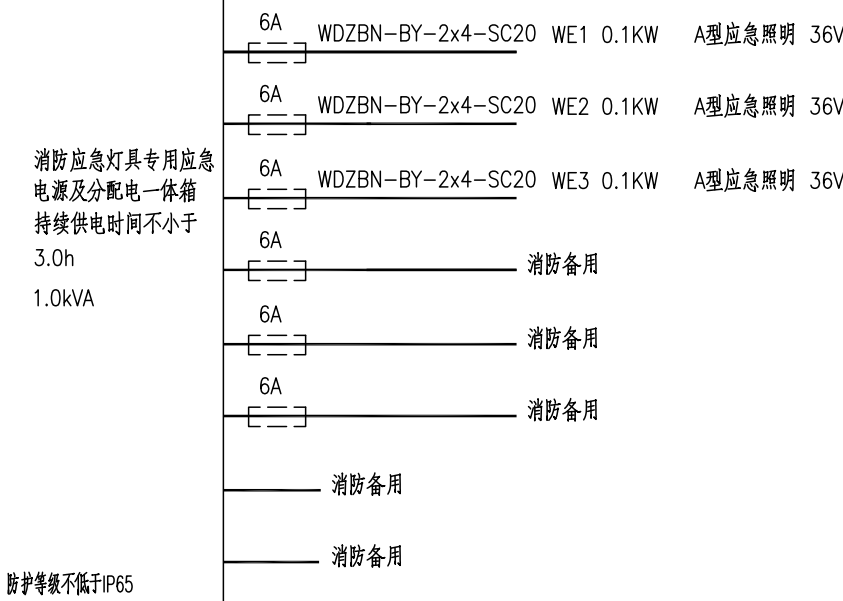 6A WDZBN-BY-2x4-SC20 WE1 0.1KW A型应急照明 36V
6A WDZBN-BY-2x4-SC20 WE2 0.1KW A型应急照明 36V
6A WDZBN-BY-2x4-SC20 WE3 0.1KW A型应急照明 36V
消防应急灯具专用应急
电源及分配电一体箱
持续供电时间不小于
3.0h
1.0kVA
6A 消防备用
6A 消防备用
6A 消防备用
消防备用
消防备用
防护等级不低于IP65